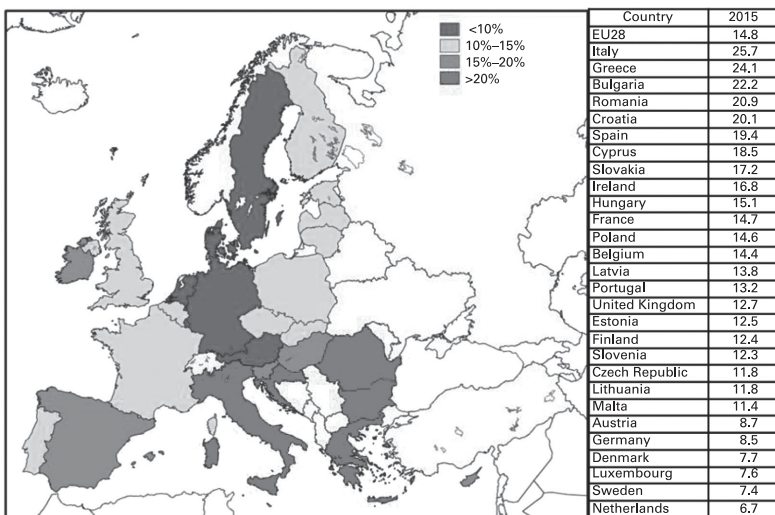 <10%
10%–15%
15%–20%
>20%
Country 2015
EU28 14.8
Italy 25.7
Greece 24.1
Bulgaria 22.2
Romania 20.9
Croatia 20.1
Spain 19.4
Cyprus 18.5
Slovakia 17.2
Ireland 16.8
Hungary 15.1
France 14.7
Poland 14.6
Belgium 14.4
Latvia 13.8
Portugal 13.2
United Kingdom 12.7
Estonia 12.5
Finland 12.4
Slovenia 12.3
Czech Republic 11.8
Lithuania 11.8
Malta 11.4
Austria 8.7
Germany 8.5
Denmark 7.7
Luxembourg 7.6
Sweden 7.4
Netherlands 6.7